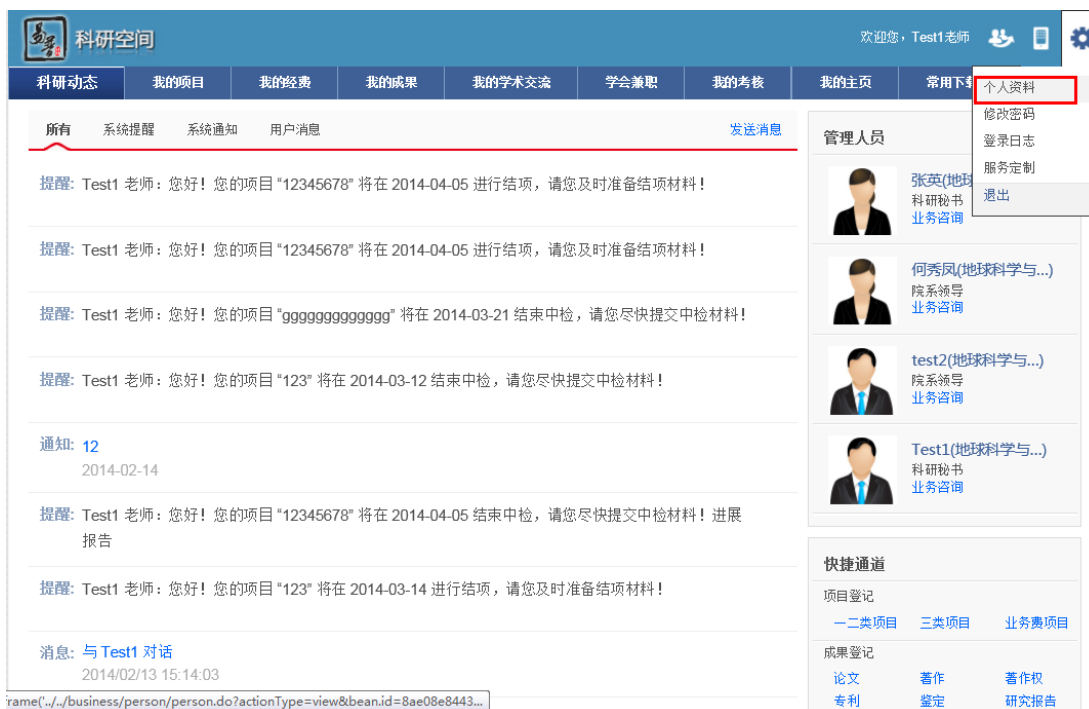 易普 科研空间
欢迎您，Test1老师
科研动态 我的项目 我的经费 我的成果 我的学术交流 学会兼职 我的考核 我的主页 常用下
个人资料
修改密码
登录日志
服务定制
退出
所有 系统提醒 系统通知 用户消息 发送消息
提醒: Test1 老师：您好！您的项目 “12345678” 将在 2014-04-05 进行结项，请您及时准备结项材料！
提醒: Test1 老师：您好！您的项目 “12345678” 将在 2014-04-05 进行结项，请您及时准备结项材料！
提醒: Test1 老师：您好！您的项目 “ggggggggggggg” 将在 2014-03-21 结束中检，请您尽快提交中检材料！
提醒: Test1 老师：您好！您的项目 “123” 将在 2014-03-12 结束中检，请您尽快提交中检材料！
通知: 12
2014-02-14
提醒: Test1 老师：您好！您的项目 “12345678” 将在 2014-04-05 结束中检，请您尽快提交中检材料！进展
报告
提醒: Test1 老师：您好！您的项目 “123” 将在 2014-03-14 进行结项，请您及时准备结项材料！
消息: 与 Test1 对话
2014/02/13 15:14:03
rame('../../business/person/person.do?actionType=view&bean.id=8ae08e8443...
管理人员
张英(地球
科研秘书
业务咨询
何秀凤(地球科学与...)
院系领导
业务咨询
test2(地球科学与...)
院系领导
业务咨询
Test1(地球科学与...)
科研秘书
业务咨询
快捷通道
项目登记
一二类项目 三类项目 业务费项目
成果登记
论文 著作 著作权
专利 鉴定 研究报告